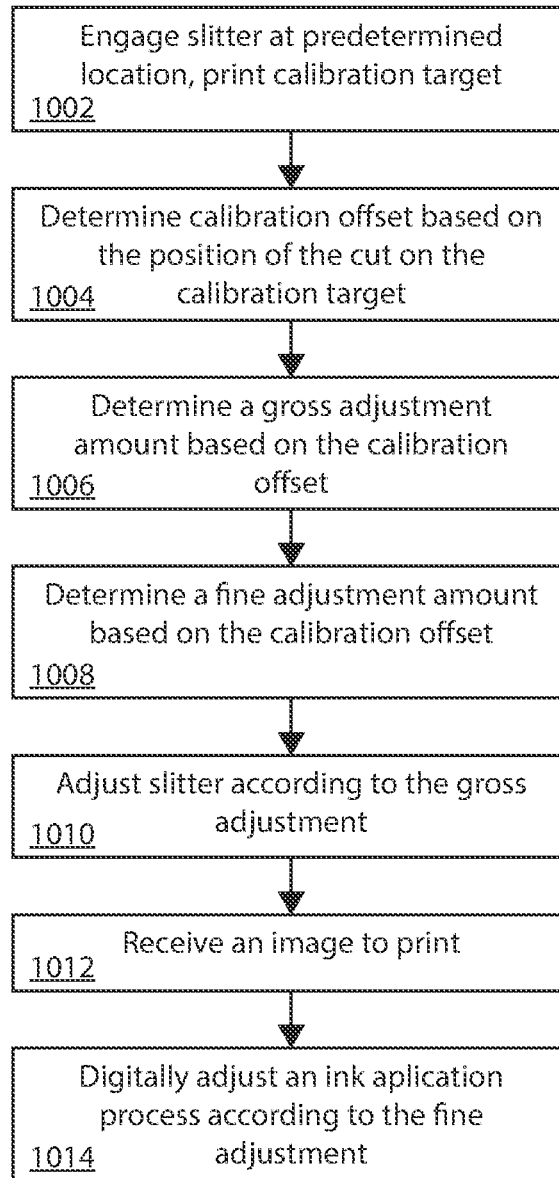 Engage slitter at predetermined
location, print calibration target
1002
Determine calibration offset based on
the position of the cut on the
calibration target
1004
Determine a gross adjustment
amount based on the calibration
offset
1006
Determine a fine adjustment amount
based on the calibration offset
1008
Adjust slitter according to the gross
adjustment
1010
Receive an image to print
1012
Digitally adjust an ink aplication
process according to the fine
adjustment
1014